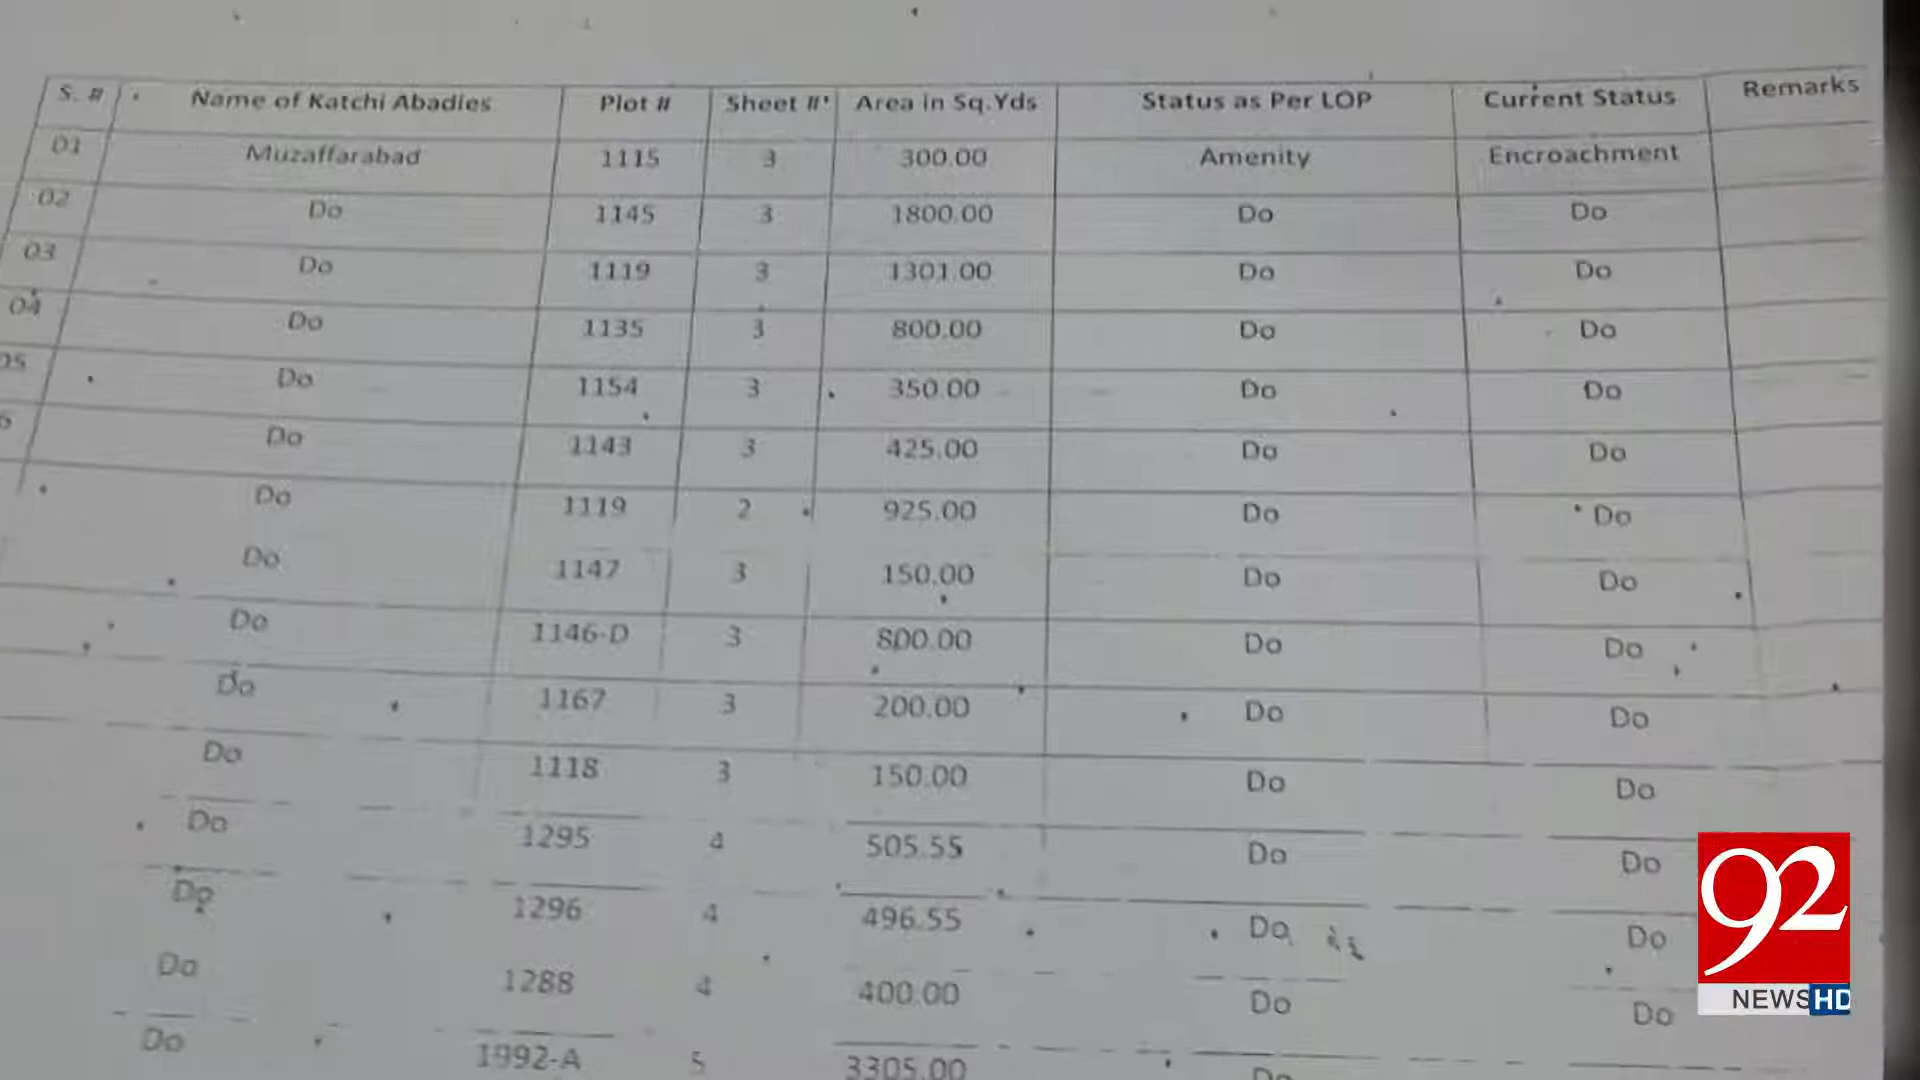 S. # Name of Katchi Abadies Plot # Sheet # Area in Sq.Yds Status as Per LOP Current Status Remarks
01 Muzaffarabad 1115 3 300.00 Amenity Encroachment
02 Do 1145 3 1800.00 Do Do
03 Do 1119 3 1301.00 Do Do
04 Do 1135 3 800.00 Do Do
05 Do 1154 3 350.00 Do Do
Do 1143 3 425.00 Do Do
Do 1119 2 925.00 Do Do
Do 1147 3 150.00 Do Do
Do 1146-D 3 800.00 Do Do
Do 1167 3 200.00 Do Do
Do 1118 3 150.00 Do Do
Do 1295 4 505.55 Do Do
Do 1296 4 496.55 Do Do
Do 1288 4 400.00 Do Do
Do 1992-A 5 3305.00 Do
92
NEWS HD